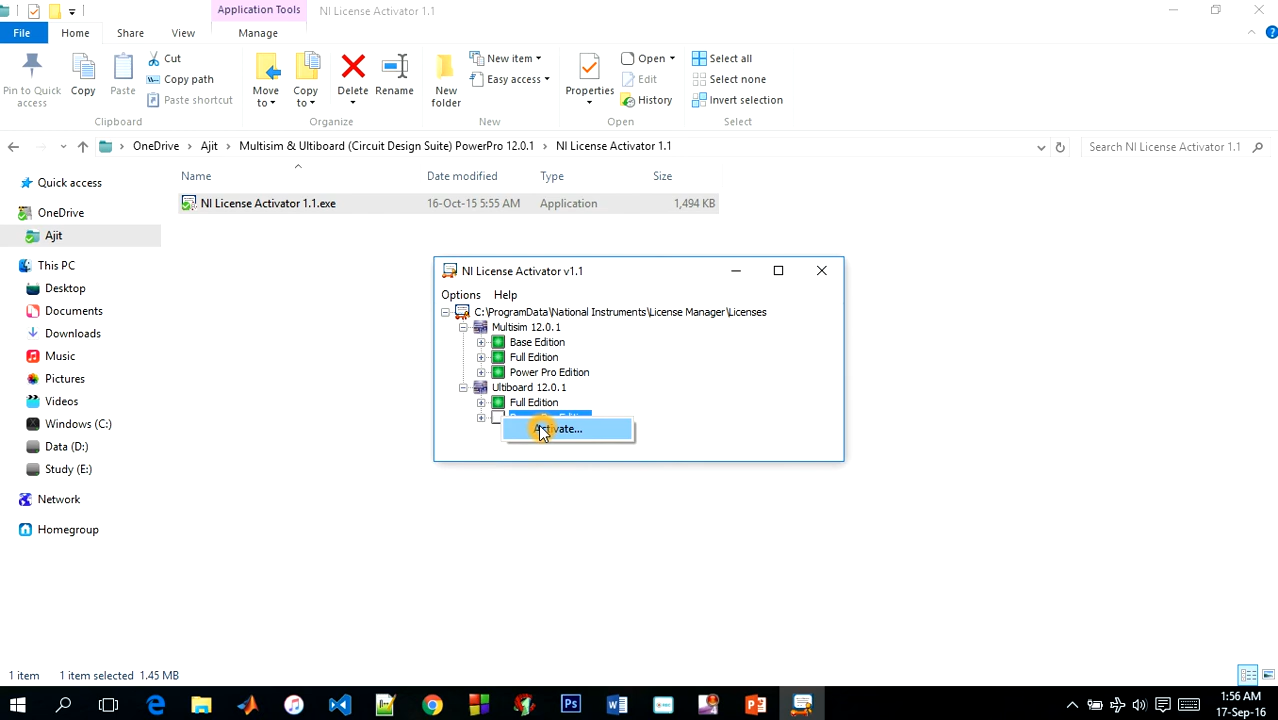 Application Tools
NI License Activator 1.1
File
Home
Share
View
Manage
Pin to Quick access
Copy
Paste
Cut
Copy path
Paste shortcut
Move to
Copy to
Delete
Rename
New folder
New item
Easy access
Properties
Open
Edit
History
Select all
Select none
Invert selection
Clipboard
Organize
New
Open
Select
OneDrive
Ajit
Multisim & Ultiboard (Circuit Design Suite) PowerPro 12.0.1
NI License Activator 1.1
Search NI License Activator 1.1
Name
Date modified
Type
Size
NI License Activator 1.1.exe
16-Oct-15 5:55 AM
Application
1,494 KB
Quick access
OneDrive
Ajit
This PC
Desktop
Documents
Downloads
Music
Pictures
Videos
Windows (C:)
Data (D:)
Study (E:)
Network
Homegroup
NI License Activator v1.1
Options
Help
C:\ProgramData\National Instruments\License Manager\Licenses
Multisim 12.0.1
Base Edition
Full Edition
Power Pro Edition
Ultiboard 12.0.1
Full Edition
Activate...
1 item
1 item selected 1.45 MB
1:56 AM
17-Sep-16